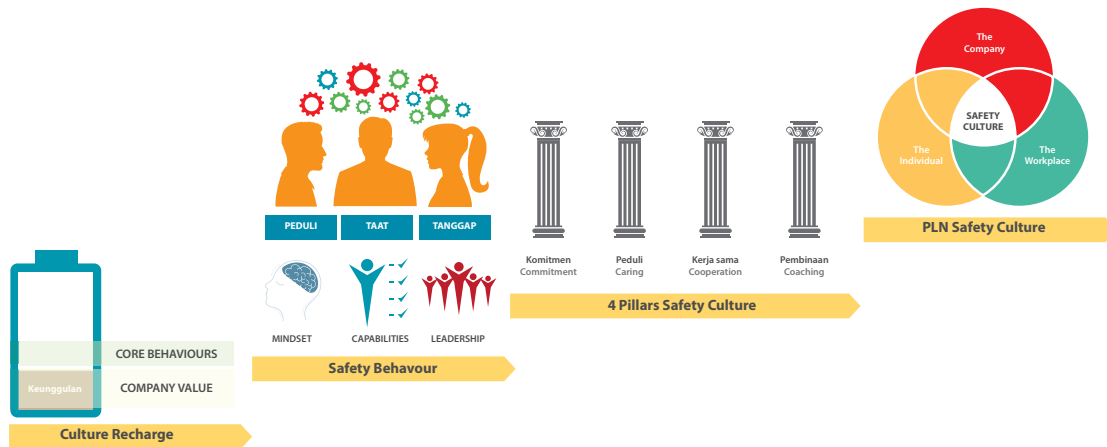 CORE BEHAVIOURS
Keunggulan
COMPANY VALUE
Culture Recharge
PEDULI
TAAT
TANGGAP
MINDSET
CAPABILITIES
LEADERSHIP
Safety Behavour
Komitmen
Commitment
Peduli
Caring
Kerja sama
Cooperation
Pembinaan
Coaching
4 Pillars Safety Culture
The
Company
SAFETY
CULTURE
The
Individual
The
Workplace
PLN Safety Culture